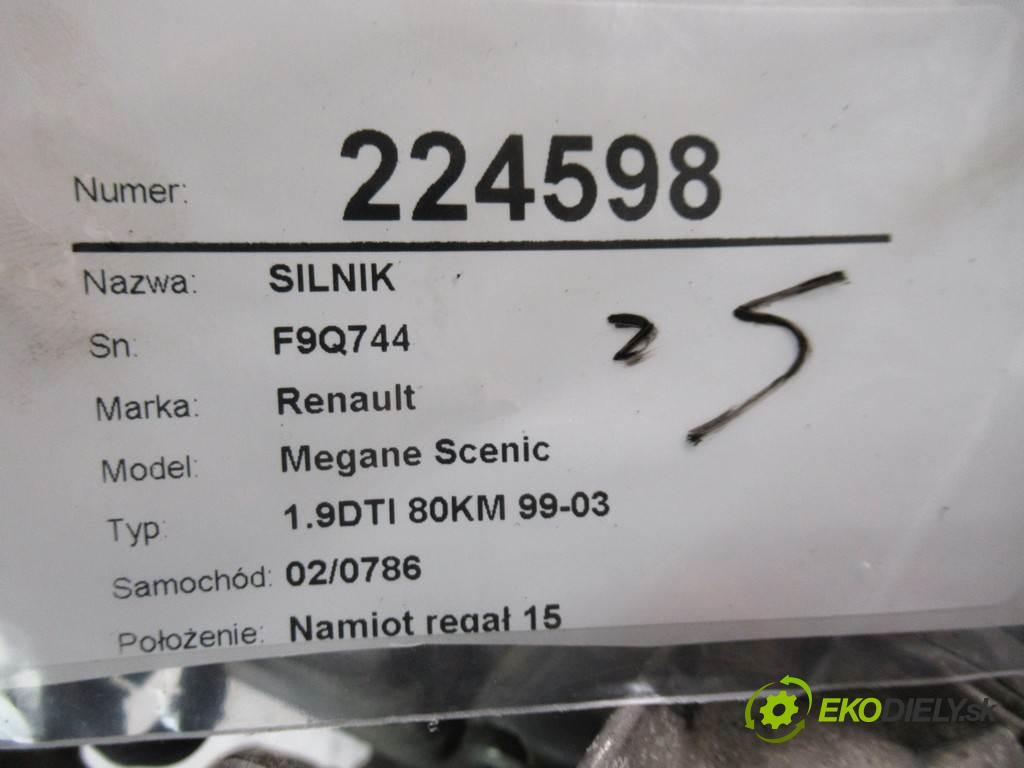 Numer: 224598
Nazwa: SILNIK
Sn: F9Q744
25
Marka: Renault
Model: Megane Scenic
Typ: 1.9DTI 80KM 99-03
Samochód: 02/0786
Położenie: Namiot regał 15
EKODIELY.sk